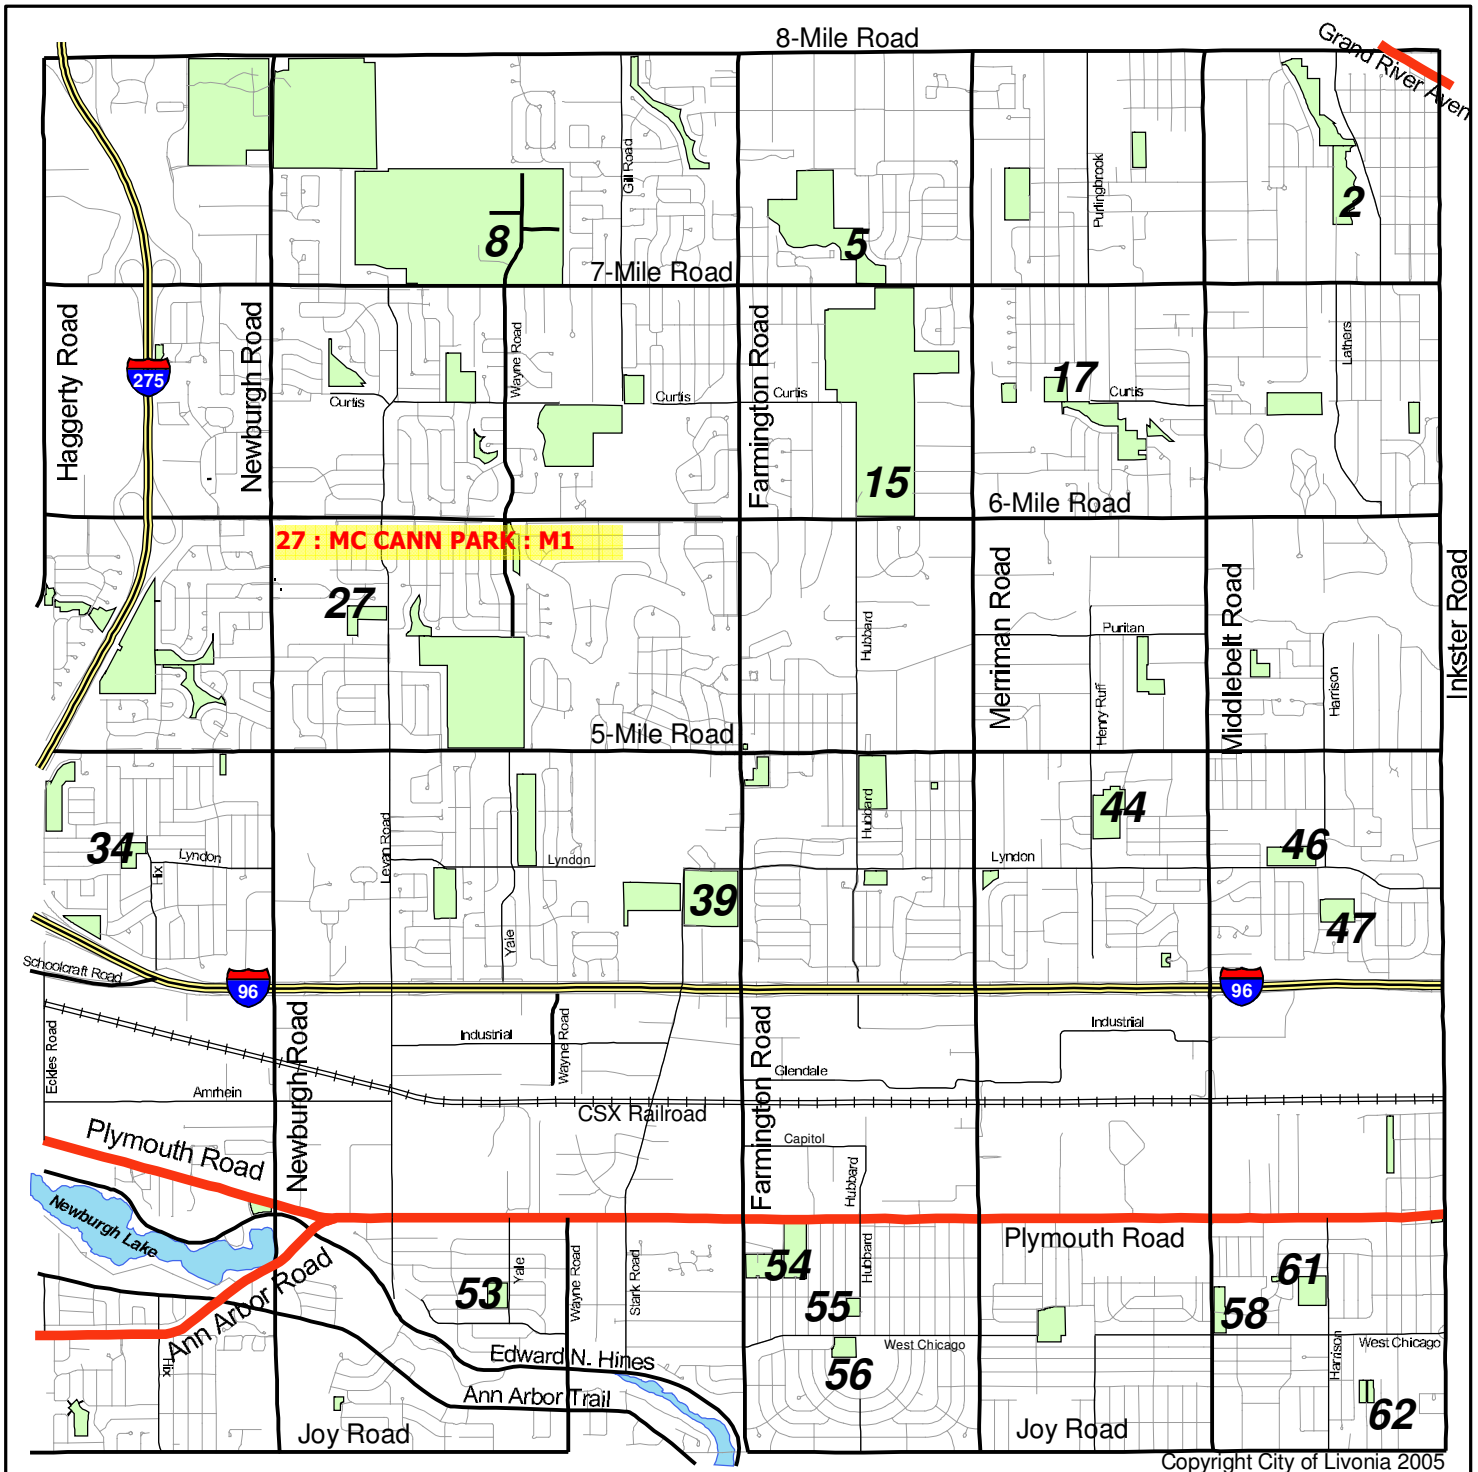 8-Mile Road
Grand River Aven
Gill Road
Purlingbrook
2
8
5
7-Mile Road
Haggerty Road
275
Newburgh Road
Curtis
Wayne Road
Curtis
Farmington Road
Curtis
17
Curtis
Lathers
15
6-Mile Road
27 : MC CANN PARK : M1
27
Hubbard
Merriman Road
Puritan
Henry Ruff
Middlebelt Road
Harrison
Inkster Road
5-Mile Road
34
Lyndon
Hix
Levan Road
Lyndon
Hubbard
Lyndon
44
46
39
47
Yale
Schoolcraft Road
96
96
Eckles Road
Newburgh Road
Industrial
Wayne Road
Farmington Road
Glendale
Industrial
Amrhein
CSX Railroad
Plymouth Road
Capitol
Hubbard
Newburgh Lake
Plymouth Road
Ann Arbor Road
53
Yale
Wayne Road
Stark Road
54
Hubbard
55
61
58
Hix
Edward N. Hines
West Chicago
Harrison
West Chicago
56
Ann Arbor Trail
62
Joy Road
Joy Road
Copyright City of Livonia 2005